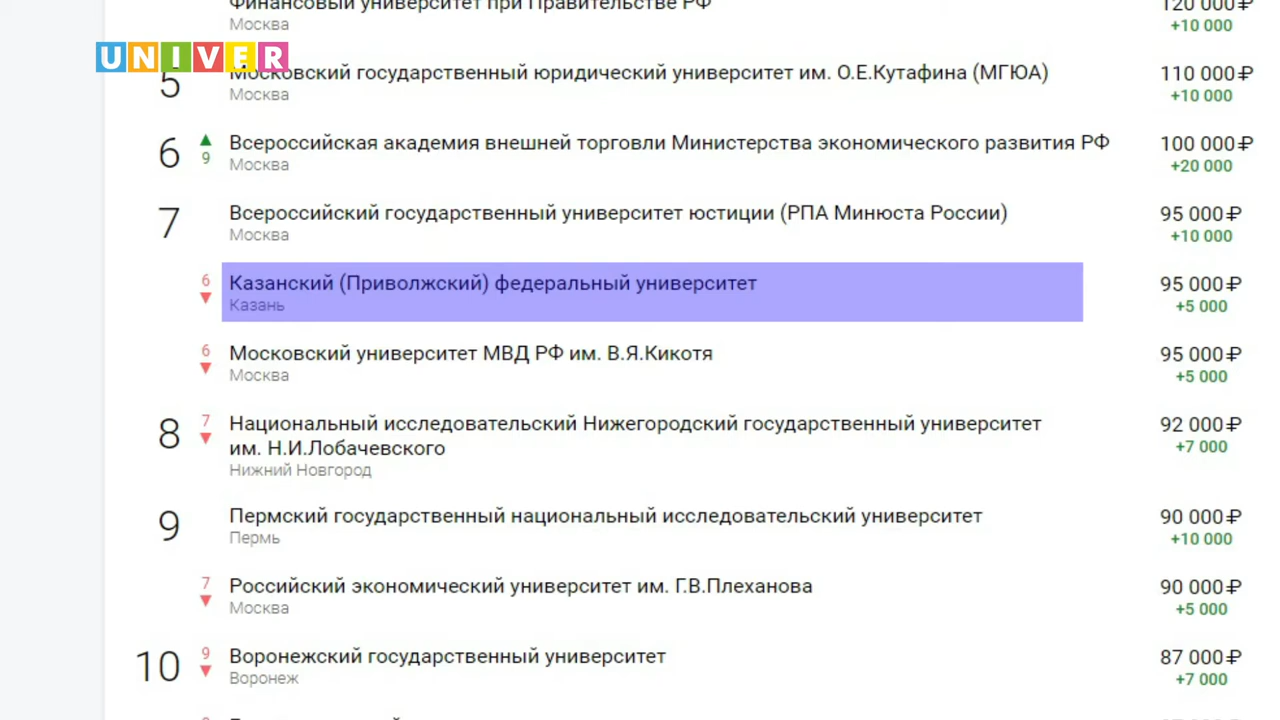 Финансовый университет при Правительстве РФ
120 000 ₽
Москва
+10 000
UNIVER
5
Московский государственный юридический университет им. О.Е.Кутафина (МГЮА)
110 000 ₽
Москва
+10 000
6
▲
9
Всероссийская академия внешней торговли Министерства экономического развития РФ
100 000 ₽
Москва
+20 000
7
Всероссийский государственный университет юстиции (РПА Минюста России)
95 000 ₽
Москва
+10 000
6
▼
Казанский (Приволжский) федеральный университет
95 000 ₽
Казань
+5 000
6
▼
Московский университет МВД РФ им. В.Я.Кикотя
95 000 ₽
Москва
+5 000
8
7
▼
Национальный исследовательский Нижегородский государственный университет
им. Н.И.Лобачевского
92 000 ₽
Нижний Новгород
+7 000
9
Пермский государственный национальный исследовательский университет
90 000 ₽
Пермь
+10 000
7
▼
Российский экономический университет им. Г.В.Плеханова
90 000 ₽
Москва
+5 000
10
9
▼
Воронежский государственный университет
87 000 ₽
Воронеж
+7 000